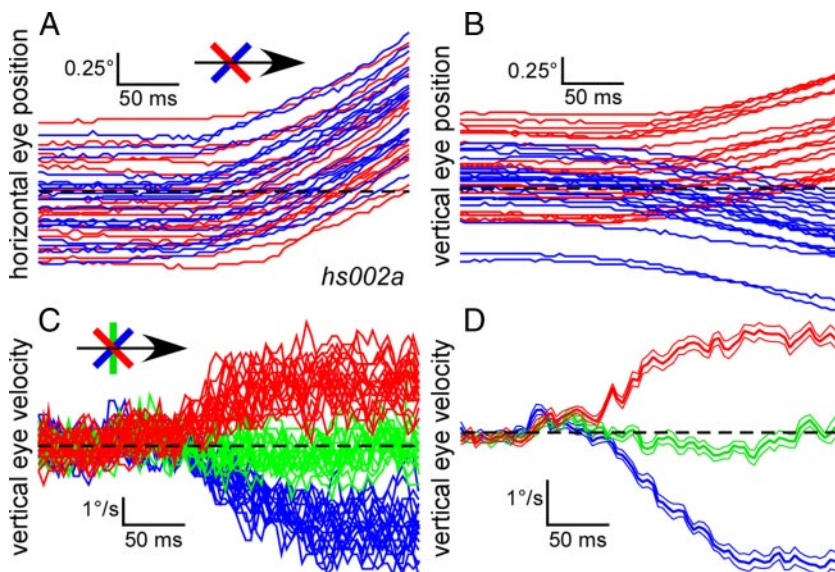 A
horizontal eye position
0.25°
50 ms
hs002a
B
vertical eye position
0.25°
50 ms
C
vertical eye velocity
1°/s
50 ms
D
vertical eye velocity
1°/s
50 ms